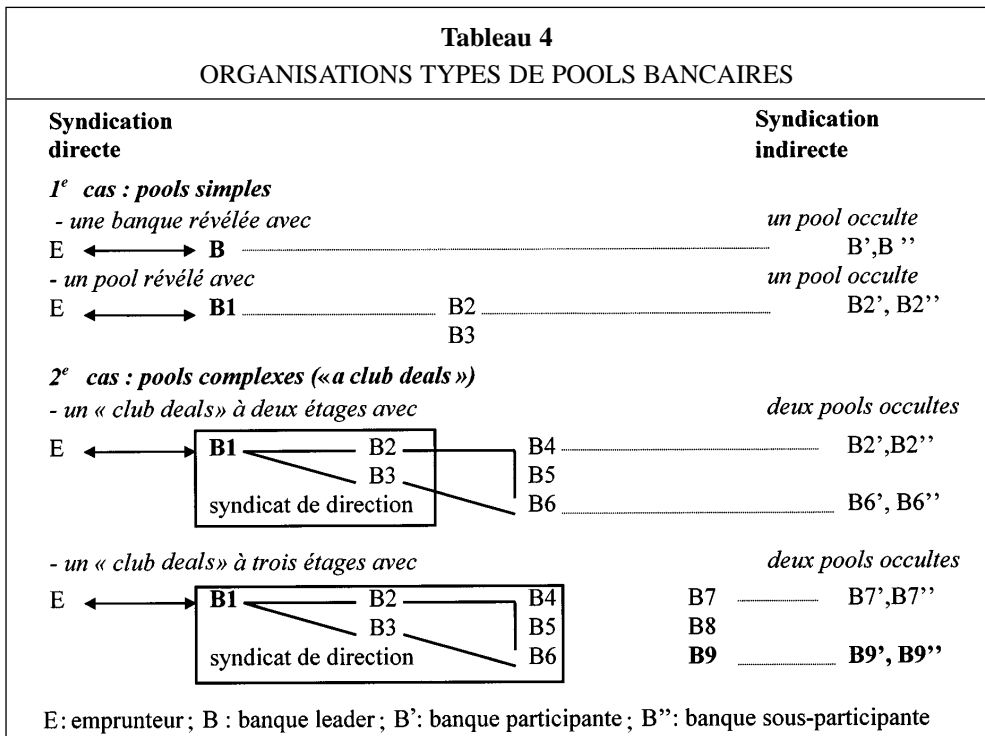 Tableau 4
ORGANISATIONS TYPES DE POOLS BANCAIRES
Syndication directe Syndication indirecte
1e cas : pools simples
- une banque révélée avec un pool occulte
E B B',B ''
- un pool révélé avec un pool occulte
E B1 B2 B2', B2''
B3
2e cas : pools complexes («a club deals »)
- un « club deals» à deux étages avec deux pools occultes
E B1 B2 B4 B2',B2''
B3 B5
syndicat de direction B6 B6', B6''
- un « club deals» à trois étages avec deux pools occultes
E B1 B2 B4 B7 B7',B7''
B3 B5 B8
syndicat de direction B6 B9 B9', B9''
E: emprunteur ; B : banque leader ; B': banque participante ; B'': banque sous-participante